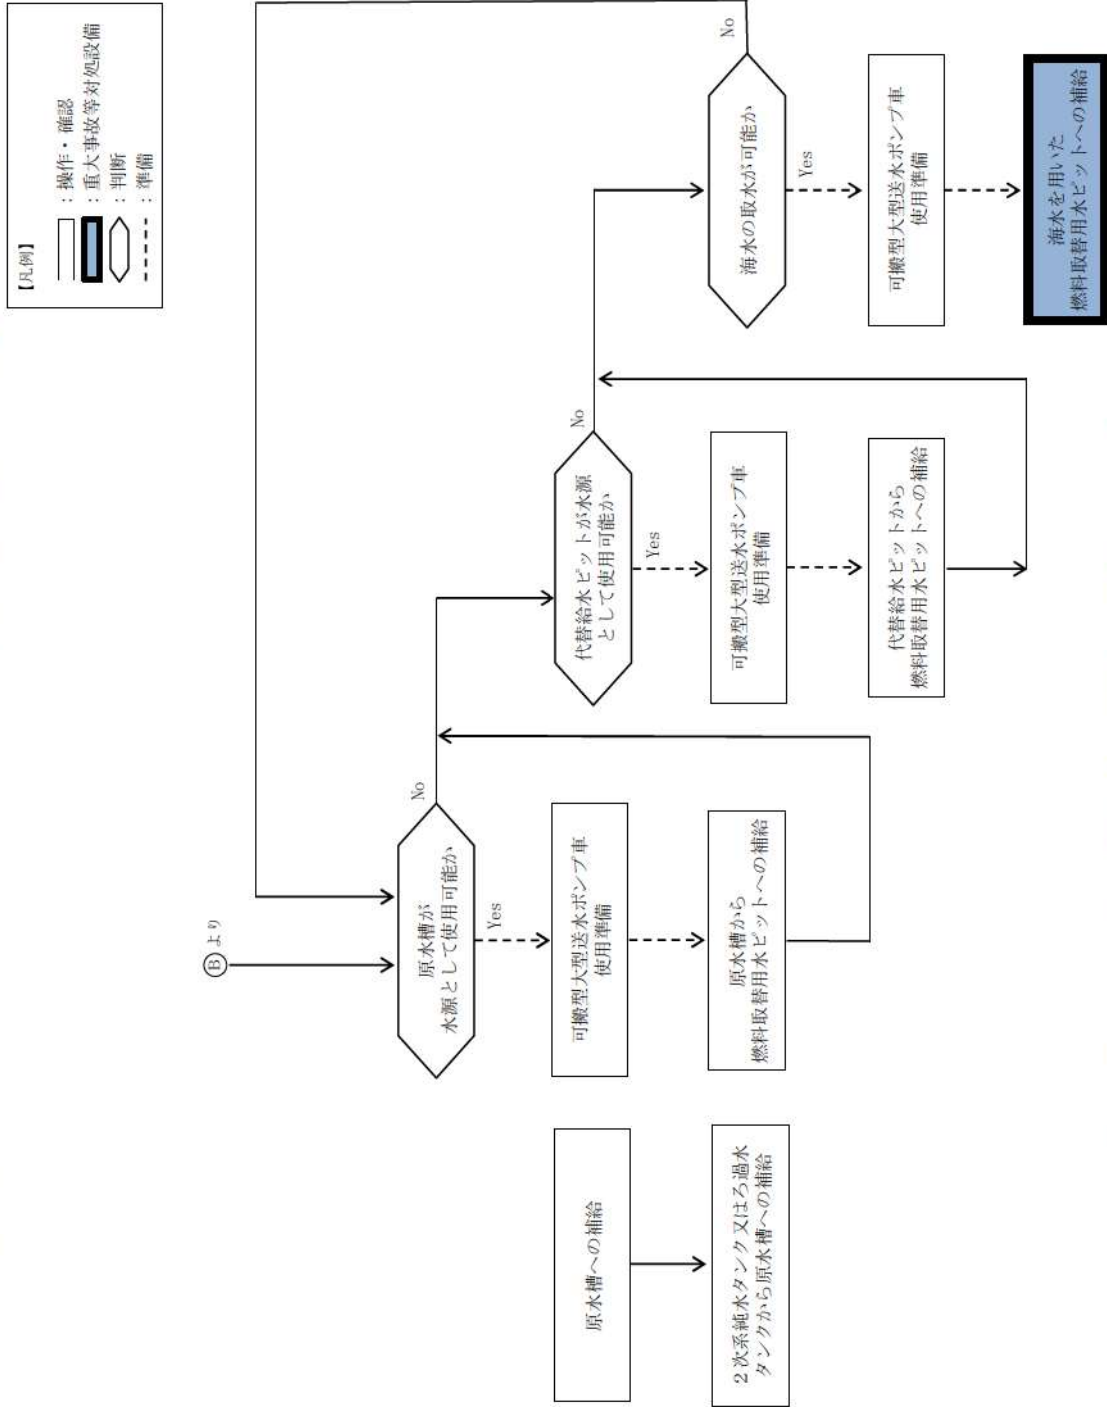 【凡例】
：操作・確認
：重大事故等対処設備
：判断
：準備
Ⓑより
原水槽が
水源として使用可能か
No
Yes
可搬型大型送水ポンプ車
使用準備
原水槽から
燃料取替用水ピットへの補給
原水槽への補給
2次系純水タンク又はろ過水
タンクから原水槽への補給
代替給水ピットが水源
として使用可能か
No
Yes
可搬型大型送水ポンプ車
使用準備
代替給水ピットから
燃料取替用水ピットへの補給
海水の取水が可能か
No
Yes
可搬型大型送水ポンプ車
使用準備
海水を用いた
燃料取替用水ピットへの補給